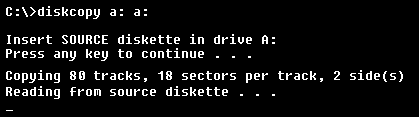 C:\>diskcopy a: a:
Insert SOURCE diskette in drive A:
Press any key to continue . . .
Copying 80 tracks, 18 sectors per track, 2 side(s)
Reading from source diskette . . .
_